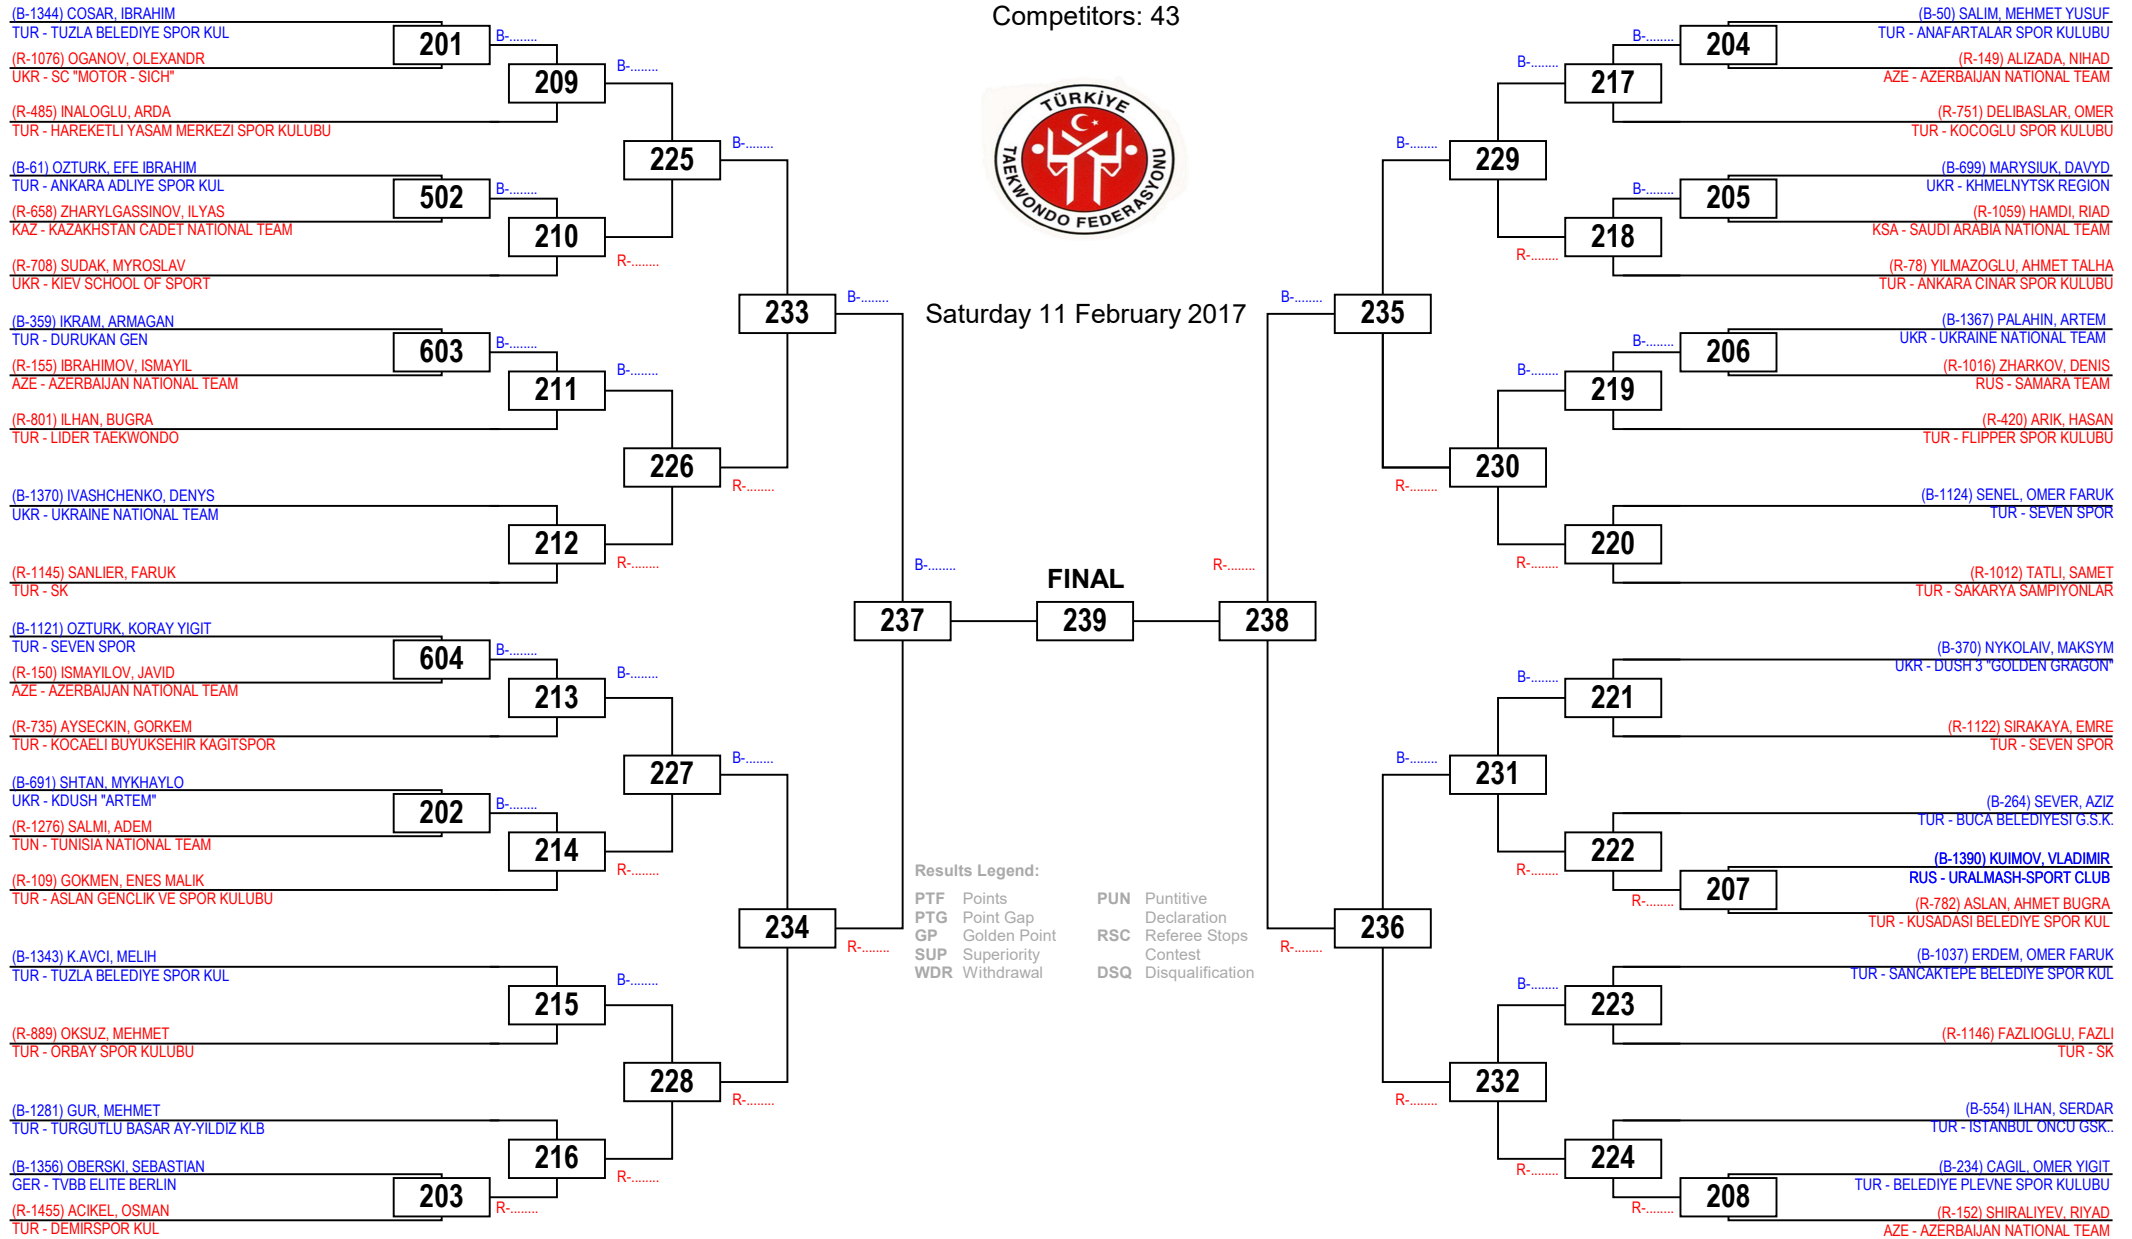 Competitors: 43
TÜRKİYE
TAEKWONDO FEDERASYONU
Saturday 11 February 2017
(B-1344) COSAR, IBRAHIM
TUR - TUZLA BELEDIYE SPOR KUL
201
B-........
(R-1076) OGANOV, OLEXANDR
UKR - SC "MOTOR - SICH"
209
B-........
(R-485) INALOGLU, ARDA
TUR - HAREKETLI YASAM MERKEZI SPOR KULUBU
225
B-........
(B-61) OZTURK, EFE IBRAHIM
TUR - ANKARA ADLIYE SPOR KUL
502
B-........
(R-658) ZHARYLGASSINOV, ILYAS
KAZ - KAZAKHSTAN CADET NATIONAL TEAM
210
R-........
(R-708) SUDAK, MYROSLAV
UKR - KIEV SCHOOL OF SPORT
233
B-........
(B-359) IKRAM, ARMAGAN
TUR - DURUKAN GEN
603
B-........
(R-155) IBRAHIMOV, ISMAYIL
AZE - AZERBAIJAN NATIONAL TEAM
211
B-........
(R-801) ILHAN, BUGRA
TUR - LIDER TAEKWONDO
226
R-........
(B-1370) IVASHCHENKO, DENYS
UKR - UKRAINE NATIONAL TEAM
212
R-........
(R-1145) SANLIER, FARUK
TUR - SK
B-........
237
(B-1121) OZTURK, KORAY YIGIT
TUR - SEVEN SPOR
604
B-........
(R-150) ISMAYILOV, JAVID
AZE - AZERBAIJAN NATIONAL TEAM
213
B-........
(R-735) AYSECKIN, GORKEM
TUR - KOCAELI BUYUKSEHIR KAGITSPOR
227
B-........
(B-691) SHTAN, MYKHAYLO
UKR - KDUSH "ARTEM"
202
B-........
(R-1276) SALMI, ADEM
TUN - TUNISIA NATIONAL TEAM
214
R-........
(R-109) GOKMEN, ENES MALIK
TUR - ASLAN GENCLIK VE SPOR KULUBU
234
R-........
(B-1343) K.AVCI, MELIH
TUR - TUZLA BELEDIYE SPOR KUL
215
B-........
(R-889) OKSUZ, MEHMET
TUR - ORBAY SPOR KULUBU
228
R-........
(B-1281) GUR, MEHMET
TUR - TURGUTLU BASAR AY-YILDIZ KLB
216
R-........
(B-1356) OBERSKI, SEBASTIAN
GER - TVBB ELITE BERLIN
203
R-........
(R-1455) ACIKEL, OSMAN
TUR - DEMIRSPOR KUL
FINAL
239
Results Legend:
PTF Points
PTG Point Gap
GP Golden Point
SUP Superiority
WDR Withdrawal
PUN Puntitive
Declaration
RSC Referee Stops
Contest
DSQ Disqualification
(B-50) SALIM, MEHMET YUSUF
TUR - ANAFARTALAR SPOR KULUBU
204
B-........
(R-149) ALIZADA, NIHAD
AZE - AZERBAIJAN NATIONAL TEAM
217
B-........
(R-751) DELIBASLAR, OMER
TUR - KOCOGLU SPOR KULUBU
229
B-........
(B-699) MARYSIUK, DAVYD
UKR - KHMELNYTSK REGION
205
B-........
(R-1059) HAMDI, RIAD
KSA - SAUDI ARABIA NATIONAL TEAM
218
R-........
(R-78) YILMAZOGLU, AHMET TALHA
TUR - ANKARA CINAR SPOR KULUBU
235
B-........
(B-1367) PALAHIN, ARTEM
UKR - UKRAINE NATIONAL TEAM
206
B-........
(R-1016) ZHARKOV, DENIS
RUS - SAMARA TEAM
219
B-........
(R-420) ARIK, HASAN
TUR - FLIPPER SPOR KULUBU
230
R-........
(B-1124) SENEL, OMER FARUK
TUR - SEVEN SPOR
220
R-........
(R-1012) TATLI, SAMET
TUR - SAKARYA SAMPIYONLAR
R-........
238
(B-370) NYKOLAIV, MAKSYM
UKR - DUSH 3 "GOLDEN GRAGON"
221
B-........
(R-1122) SIRAKAYA, EMRE
TUR - SEVEN SPOR
231
B-........
(B-264) SEVER, AZIZ
TUR - BUCA BELEDIYESI G.S.K.
222
R-........
(B-1390) KUIMOV, VLADIMIR
RUS - URALMASH-SPORT CLUB
207
R-........
(R-782) ASLAN, AHMET BUGRA
TUR - KUSADASI BELEDIYE SPOR KUL
236
R-........
(B-1037) ERDEM, OMER FARUK
TUR - SANCAKTEPE BELEDIYE SPOR KUL
223
B-........
(R-1146) FAZLIOGLU, FAZLI
TUR - SK
232
R-........
(B-554) ILHAN, SERDAR
TUR - ISTANBUL ONCU GSK..
224
R-........
(B-234) CAGIL, OMER YIGIT
TUR - BELEDIYE PLEVNE SPOR KULUBU
208
R-........
(R-152) SHIRALIYEV, RIYAD
AZE - AZERBAIJAN NATIONAL TEAM